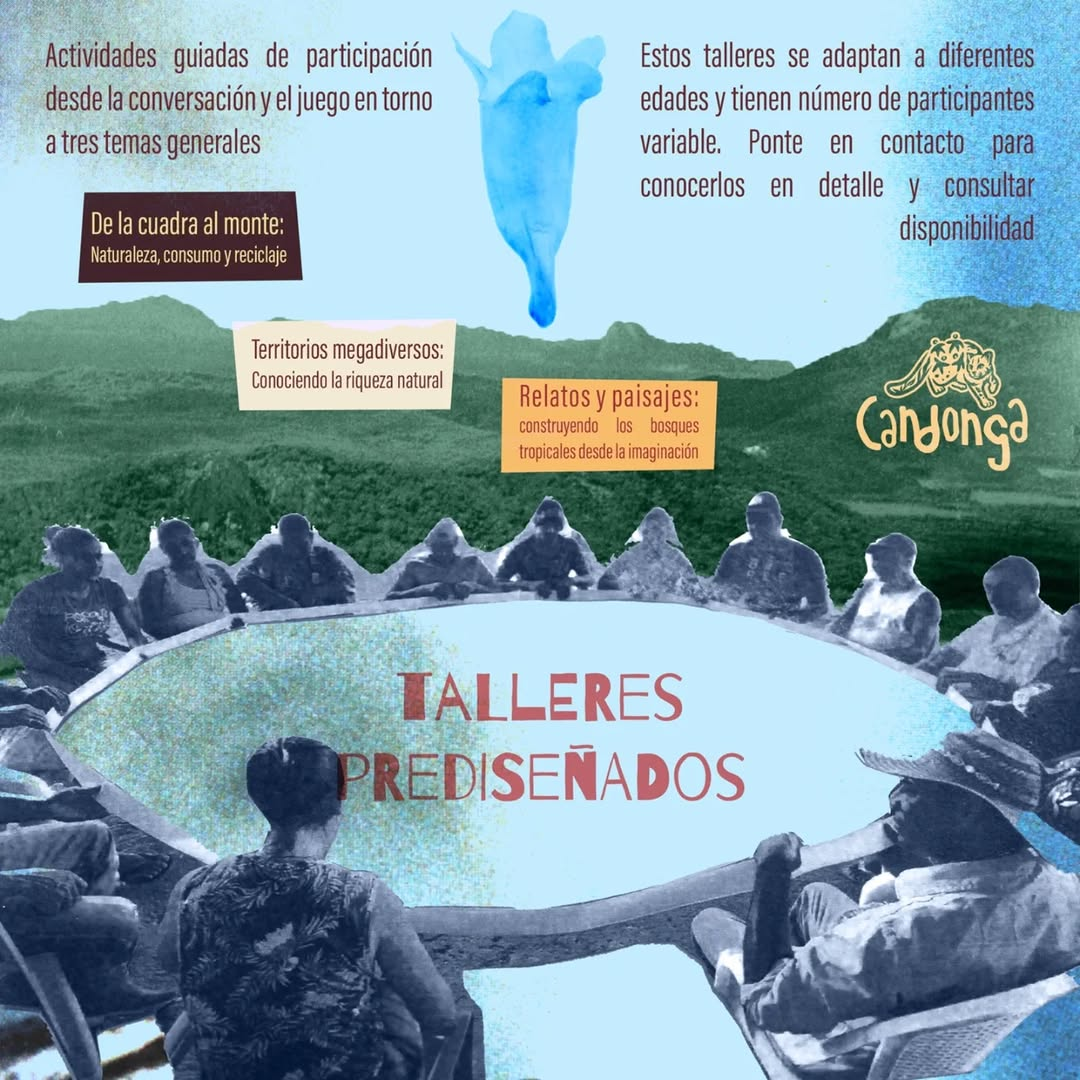 Actividades guiadas de participación
desde la conversación y el juego en torno
a tres temas generales
Estos talleres se adaptan a diferentes
edades y tienen número de participantes
variable. Ponte en contacto para
conocerlos en detalle y consultar
disponibilidad
De la cuadra al monte:
Naturaleza, consumo y reciclaje
Territorios megadiversos:
Conociendo la riqueza natural
Relatos y paisajes:
construyendo los bosques
tropicales desde la imaginación
Candonga
TALLERES
PREDISEÑADOS